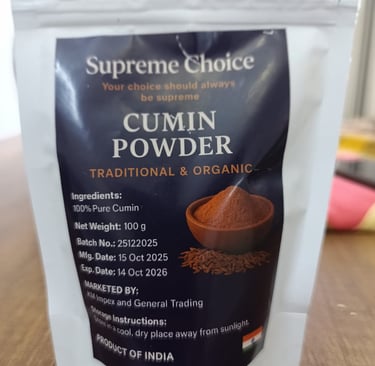 Supreme Choice
Your choice should always
be supreme
CUMIN
POWDER
TRADITIONAL & ORGANIC
Ingredients:
100% Pure Cumin
Net Weight: 100 g
Batch No.: 25122025
Mfg. Date: 15 Oct 2025
Exp. Date: 14 Oct 2026
MARKETED BY:
Impex and General Trading
Storage Instructions:
in a cool, dry place away from sunlight.
PRODUCT OF INDIA